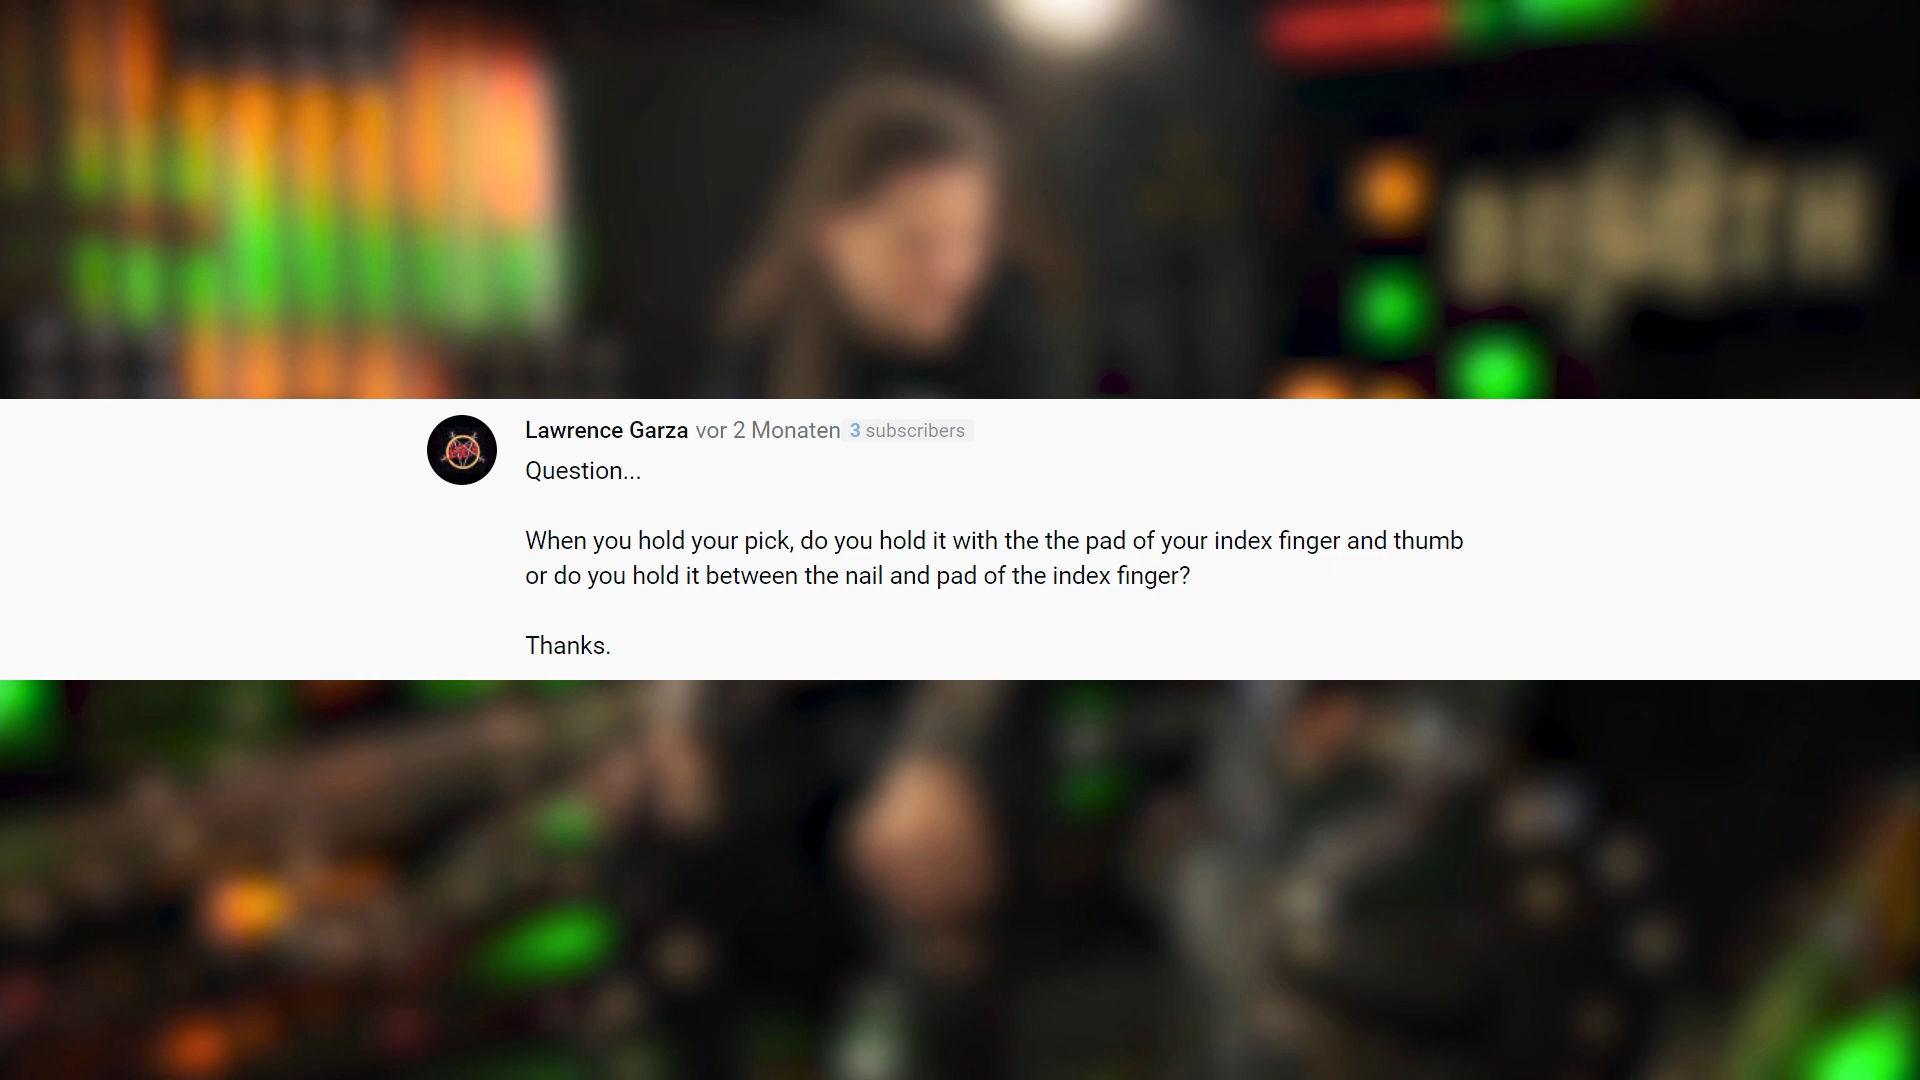 Lawrence Garza vor 2 Monaten 3 subscribers
Question...
When you hold your pick, do you hold it with the the pad of your index finger and thumb
or do you hold it between the nail and pad of the index finger?
Thanks.